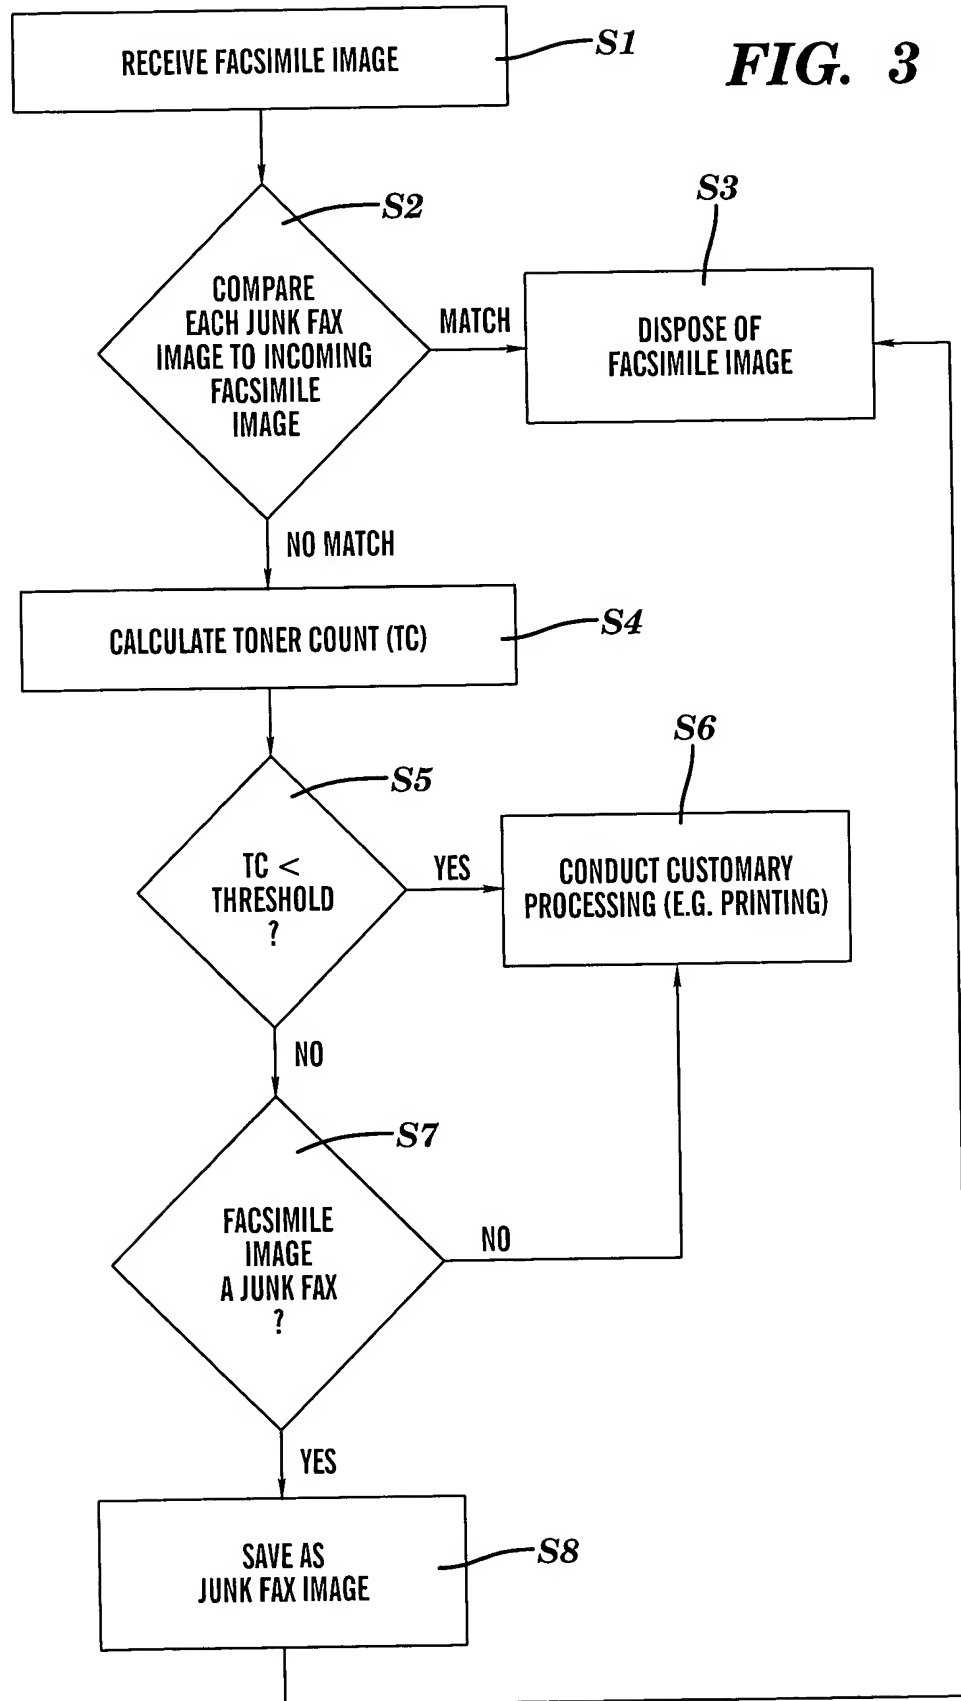 RECEIVE FACSIMILE IMAGE
S1
FIG. 3
S2
S3
COMPARE
EACH JUNK FAX
IMAGE TO INCOMING
FACSIMILE
IMAGE
MATCH
DISPOSE OF
FACSIMILE IMAGE
NO MATCH
CALCULATE TONER COUNT (TC)
S4
S5
S6
TC <
THRESHOLD
?
YES
CONDUCT CUSTOMARY
PROCESSING (E.G. PRINTING)
NO
S7
FACSIMILE
IMAGE
A JUNK FAX
?
NO
YES
SAVE AS
JUNK FAX IMAGE
S8